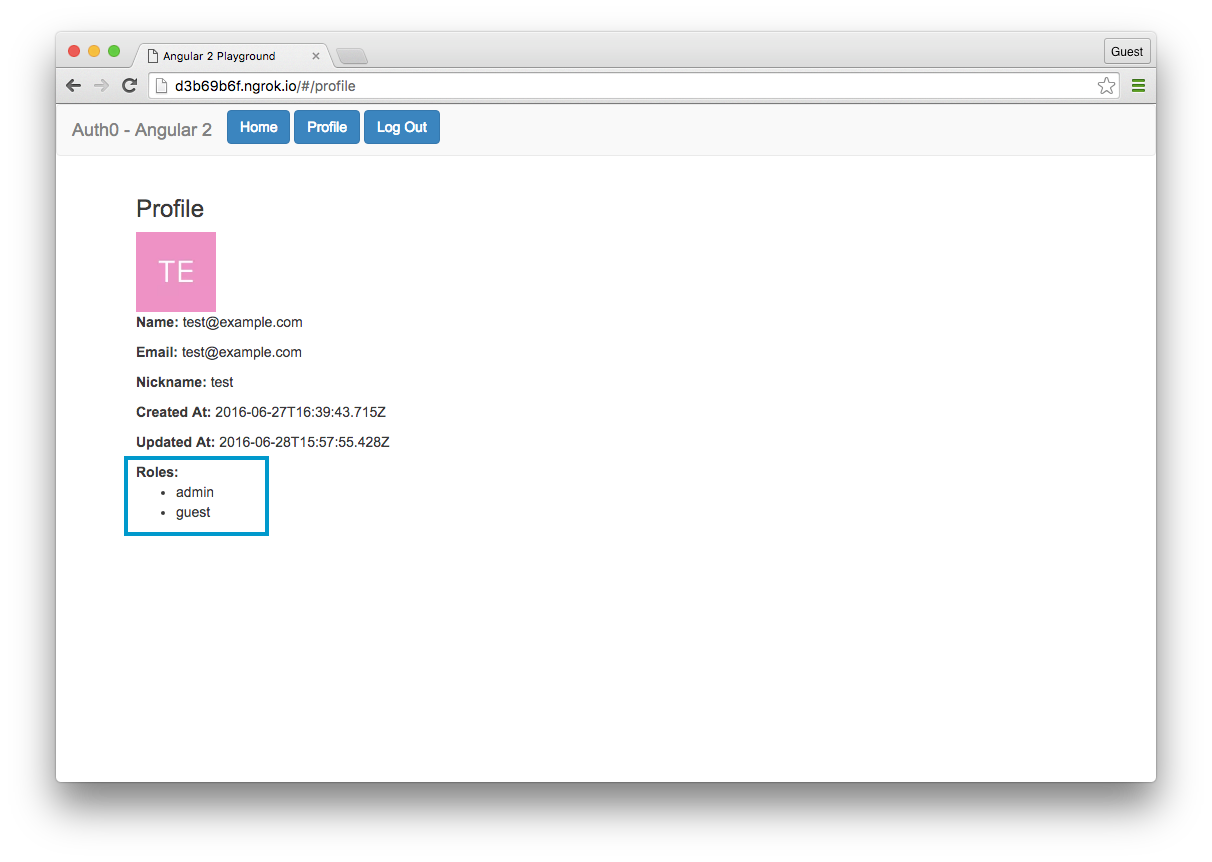 Angular 2 Playground
Guest
d3b69b6f.ngrok.io/#/profile
Auth0 - Angular 2 Home Profile Log Out
Profile
TE
Name: test@example.com
Email: test@example.com
Nickname: test
Created At: 2016-06-27T16:39:43.715Z
Updated At: 2016-06-28T15:57:55.428Z
Roles:
• admin
• guest